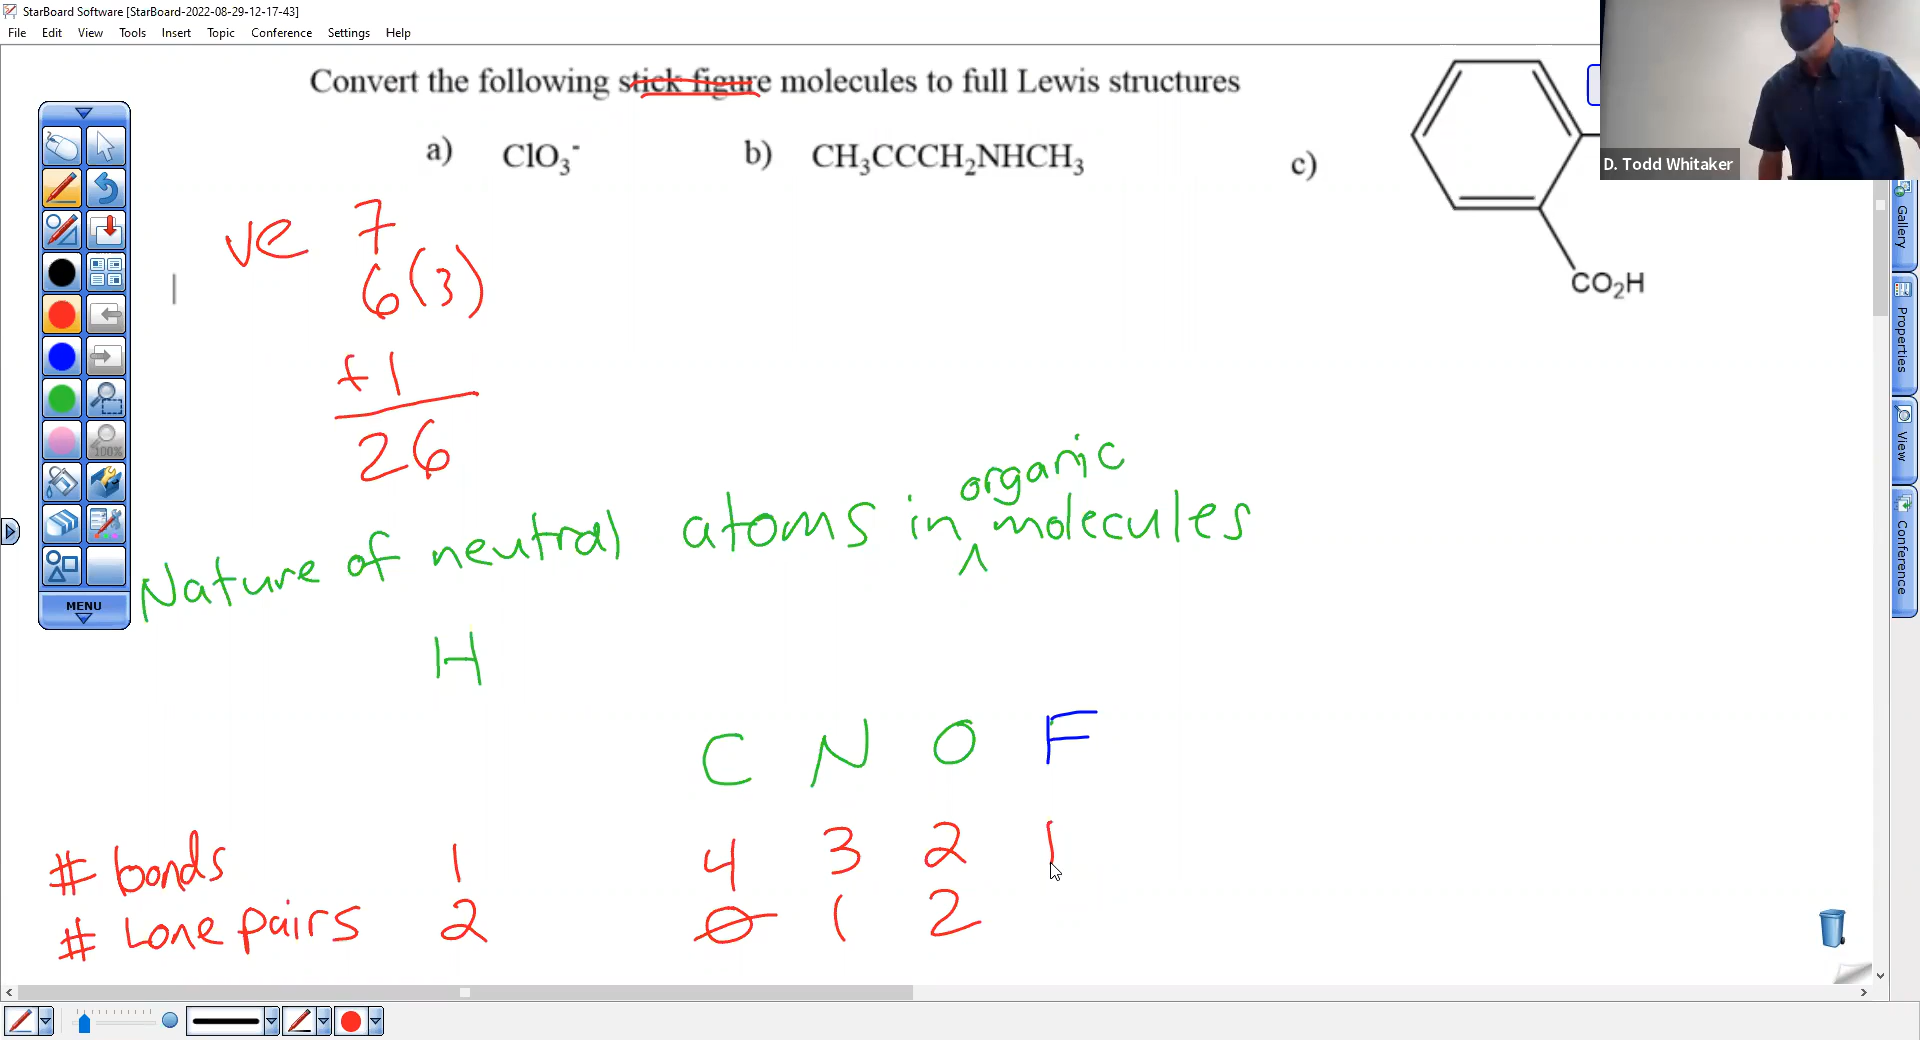 StarBoard Software [StarBoard-2022-08-29-12-17-43]
File Edit View Tools Insert Topic Conference Settings Help
Convert the following stick figure molecules to full Lewis structures
a) ClO₃⁻ b) CH₃CCCH₂NHCH₃ c)
D. Todd Whitaker
CO₂H
ve 7
6(3)
+1
26
organic
Nature of neutral atoms in ^ molecules
H
C N O F
# bonds 1 4 3 2 1
# Lone pairs 2 0 1 2
100%
MENU
Gallery
Properties
View
Conference